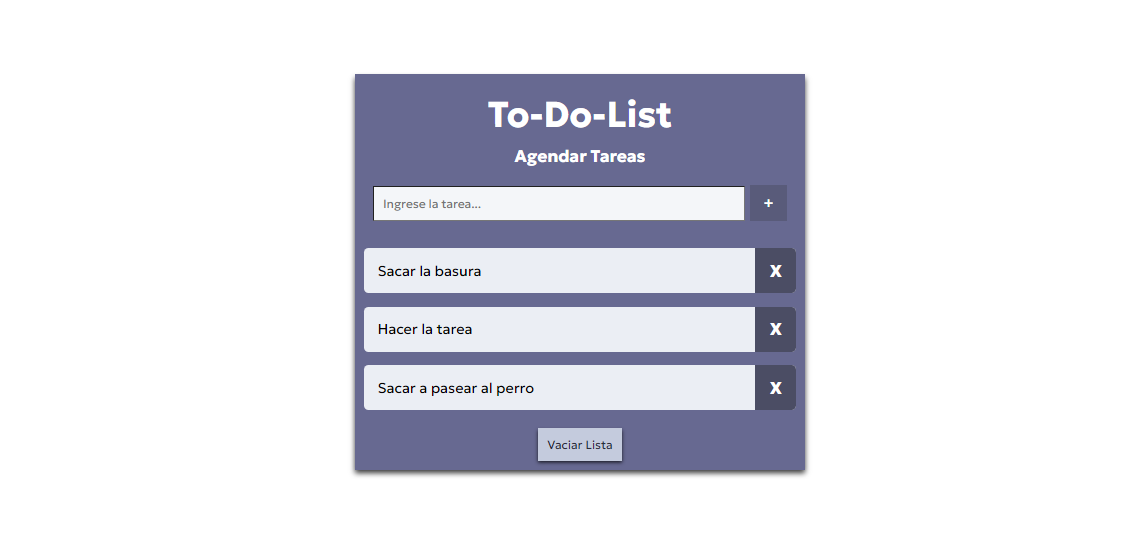 To-Do-List
Agendar Tareas
Ingrese la tarea...
+
Sacar la basura
X
Hacer la tarea
X
Sacar a pasear al perro
X
Vaciar Lista